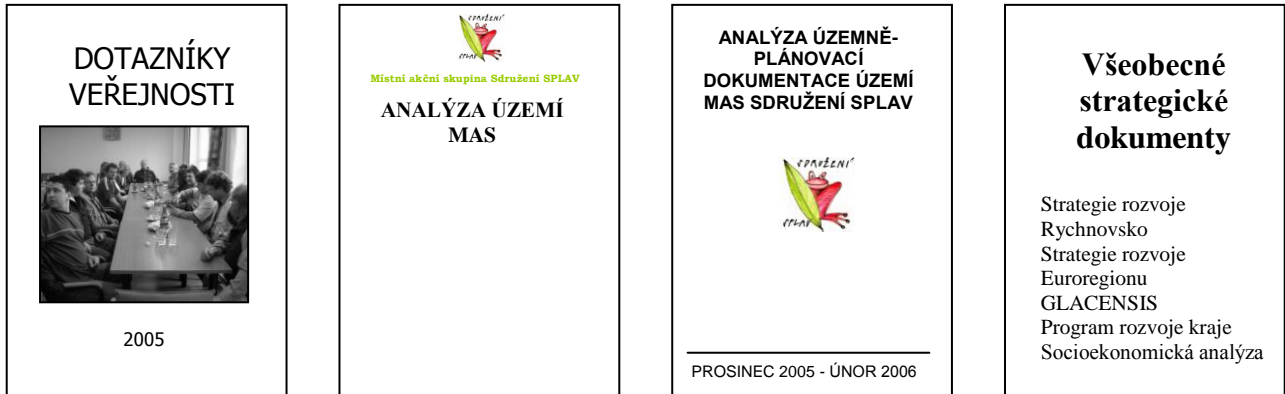 DOTAZNÍKY
VEŘEJNOSTI
2005
SDRUŽENÍ
SPLAV
Místní akční skupina Sdružení SPLAV
ANALÝZA ÚZEMÍ
MAS
ANALÝZA ÚZEMNĚ-
PLÁNOVACÍ
DOKUMENTACE ÚZEMÍ
MAS SDRUŽENÍ SPLAV
SDRUŽENÍ
SPLAV
PROSINEC 2005 - ÚNOR 2006
Všeobecné
strategické
dokumenty
Strategie rozvoje
Rychnovsko
Strategie rozvoje
Euroregionu
GLACENSIS
Program rozvoje kraje
Socioekonomická analýza